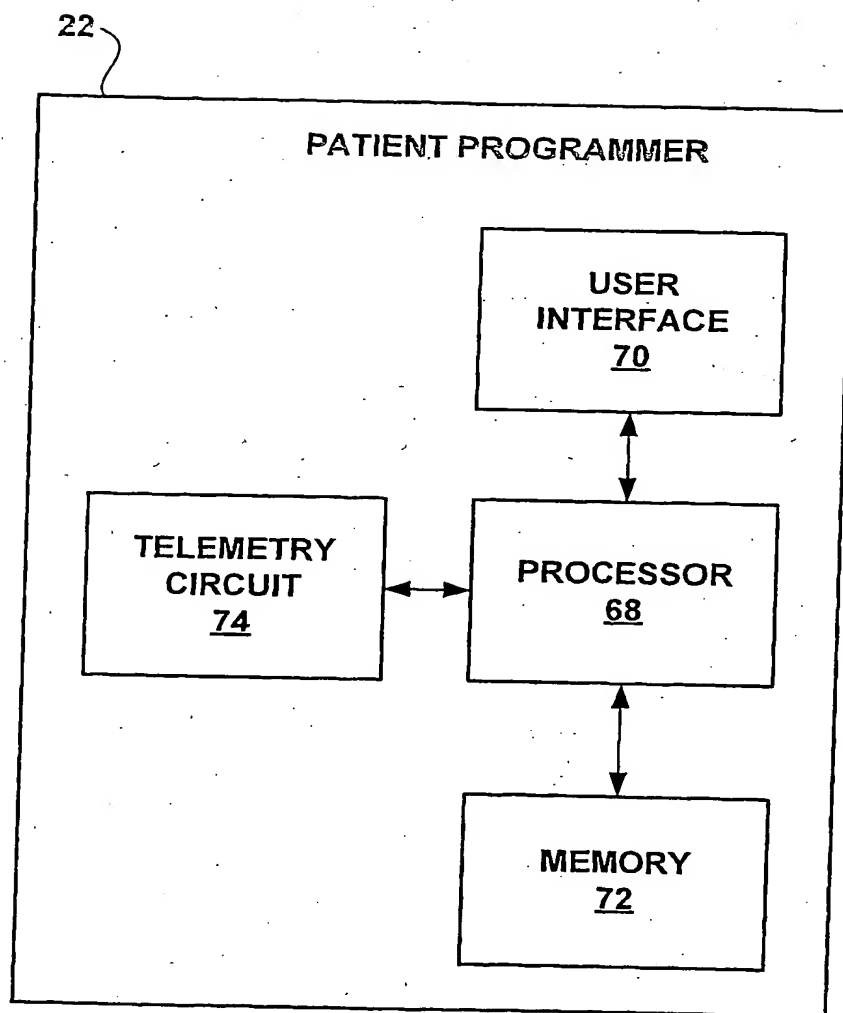 22
PATIENT PROGRAMMER
USER
INTERFACE
70
TELEMETRY
CIRCUIT
74
PROCESSOR
68
MEMORY
72